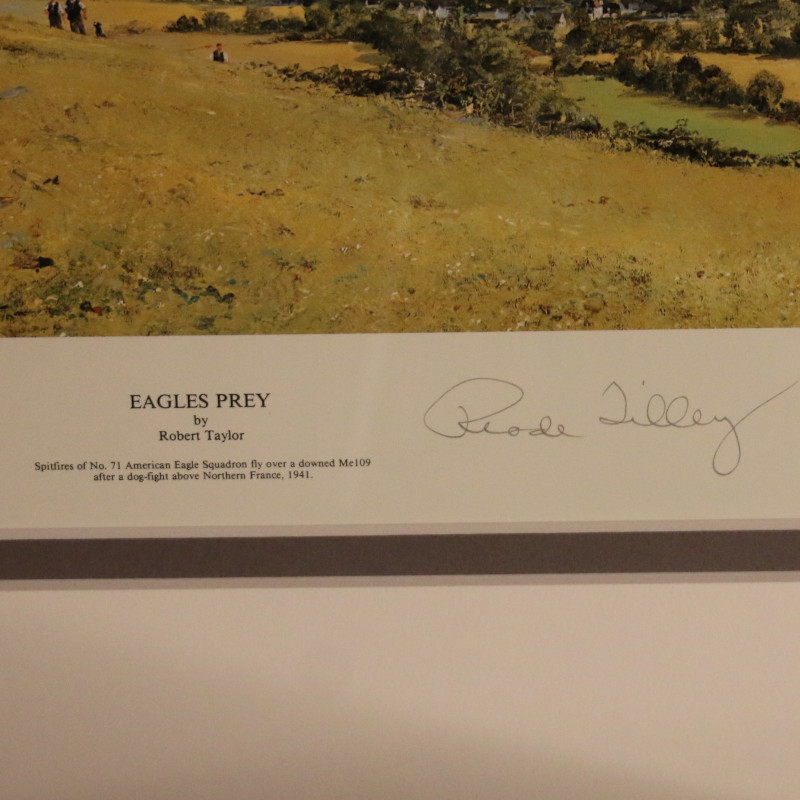 EAGLES PREY
by
Robert Taylor
Spitfires of No. 71 American Eagle Squadron fly over a downed Me109
after a dog-fight above Northern France, 1941.
Reade Tilley